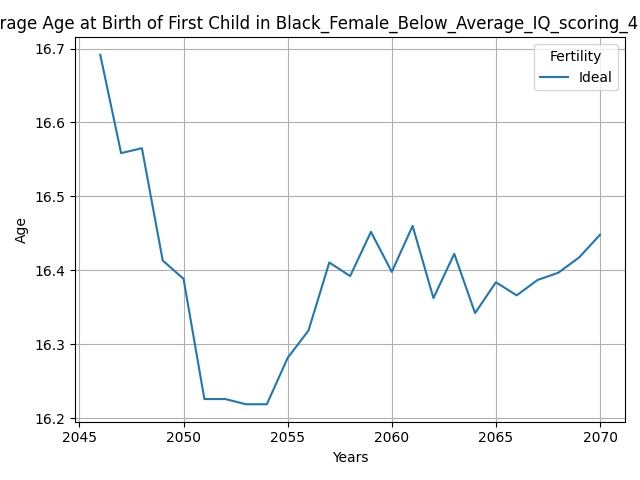 rage Age at Birth of First Child in Black_Female_Below_Average_IQ_scoring_4
Fertility
Ideal
16.7
16.6
16.5
16.4
16.3
16.2
Age
2045 2050 2055 2060 2065 2070
Years